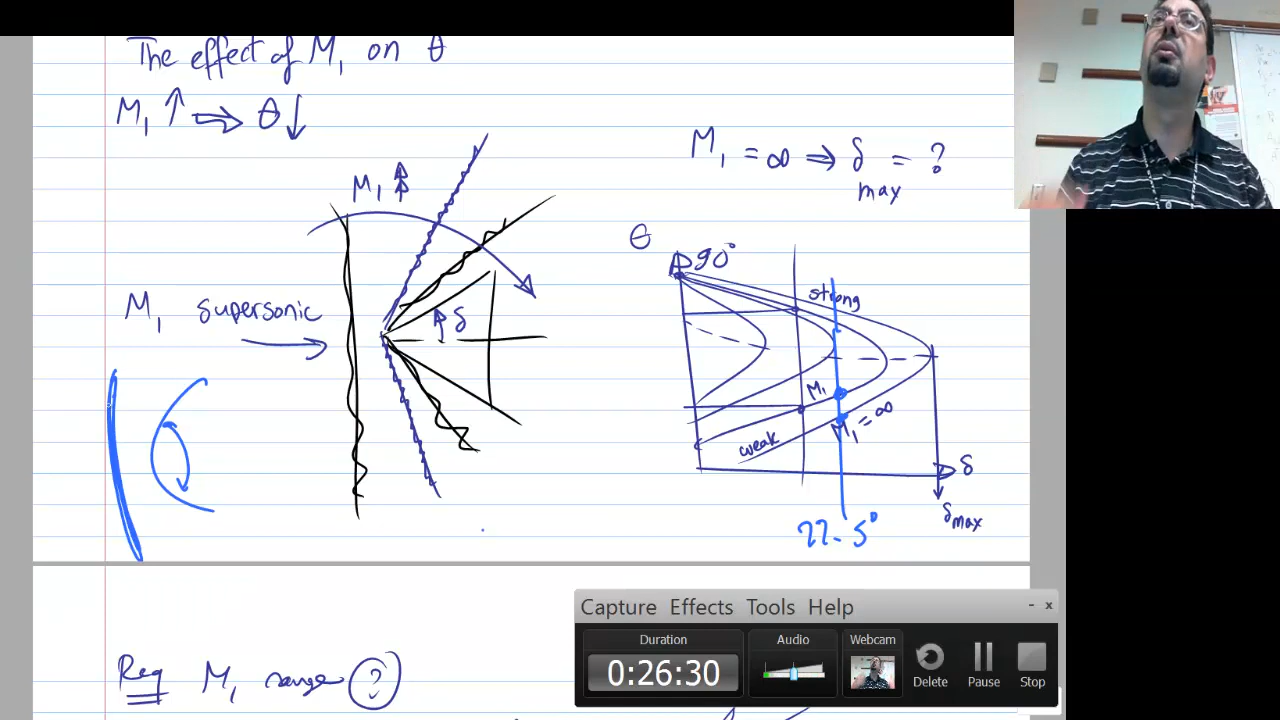 The effect of M1 on θ
M1 ↑ ⇒ θ ↓
M1 = ∞ ⇒ δmax = ?
M1 ↑
θ
90°
strong
M1 supersonic
δ
M1
M1 = ∞
weak
δ
δmax
22.5°
Capture Effects Tools Help
Duration
Audio
Webcam
0:26:30
Delete
Pause
Stop
Req M1 range ?